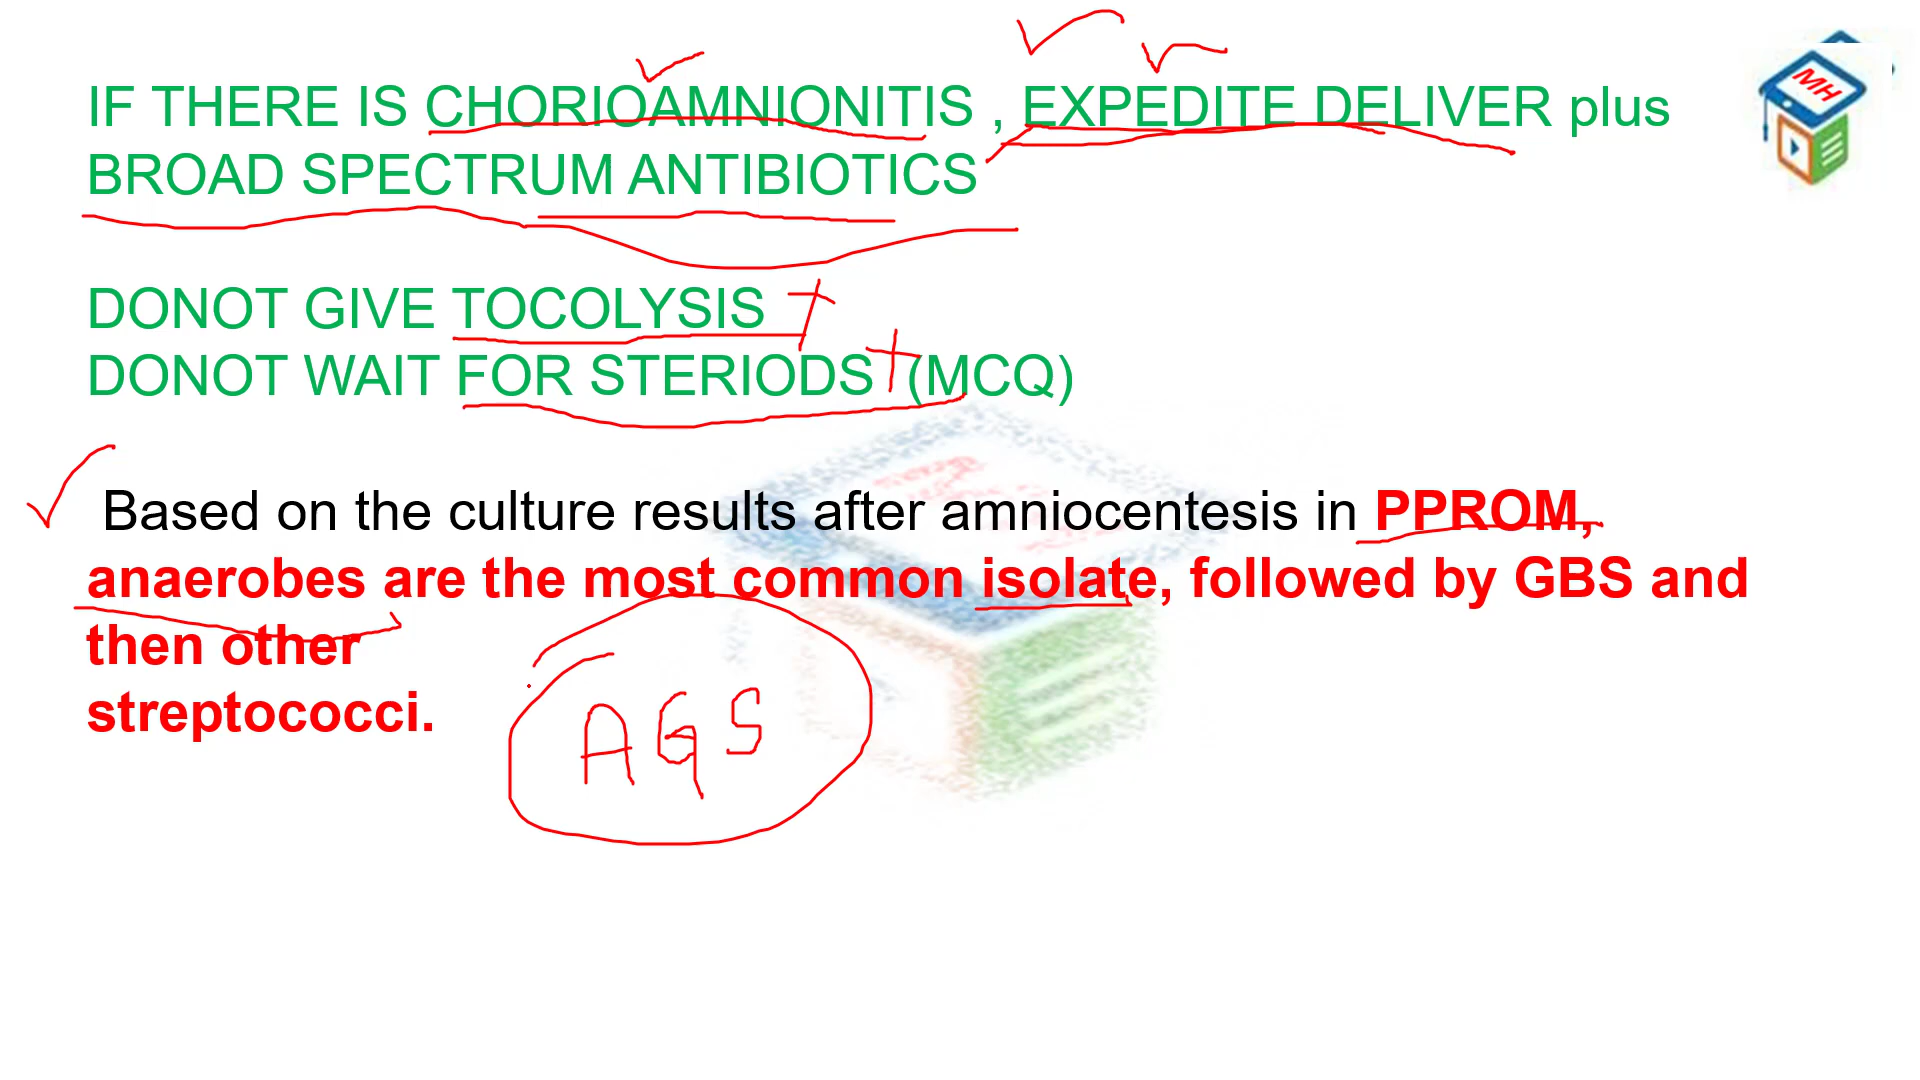 MH
IF THERE IS CHORIOAMNIONITIS , EXPEDITE DELIVER plus
BROAD SPECTRUM ANTIBIOTICS
DONOT GIVE TOCOLYSIS
DONOT WAIT FOR STERIODS (MCQ)
Based on the culture results after amniocentesis in PPROM,
anaerobes are the most common isolate, followed by GBS and
then other
streptococci.
AGS